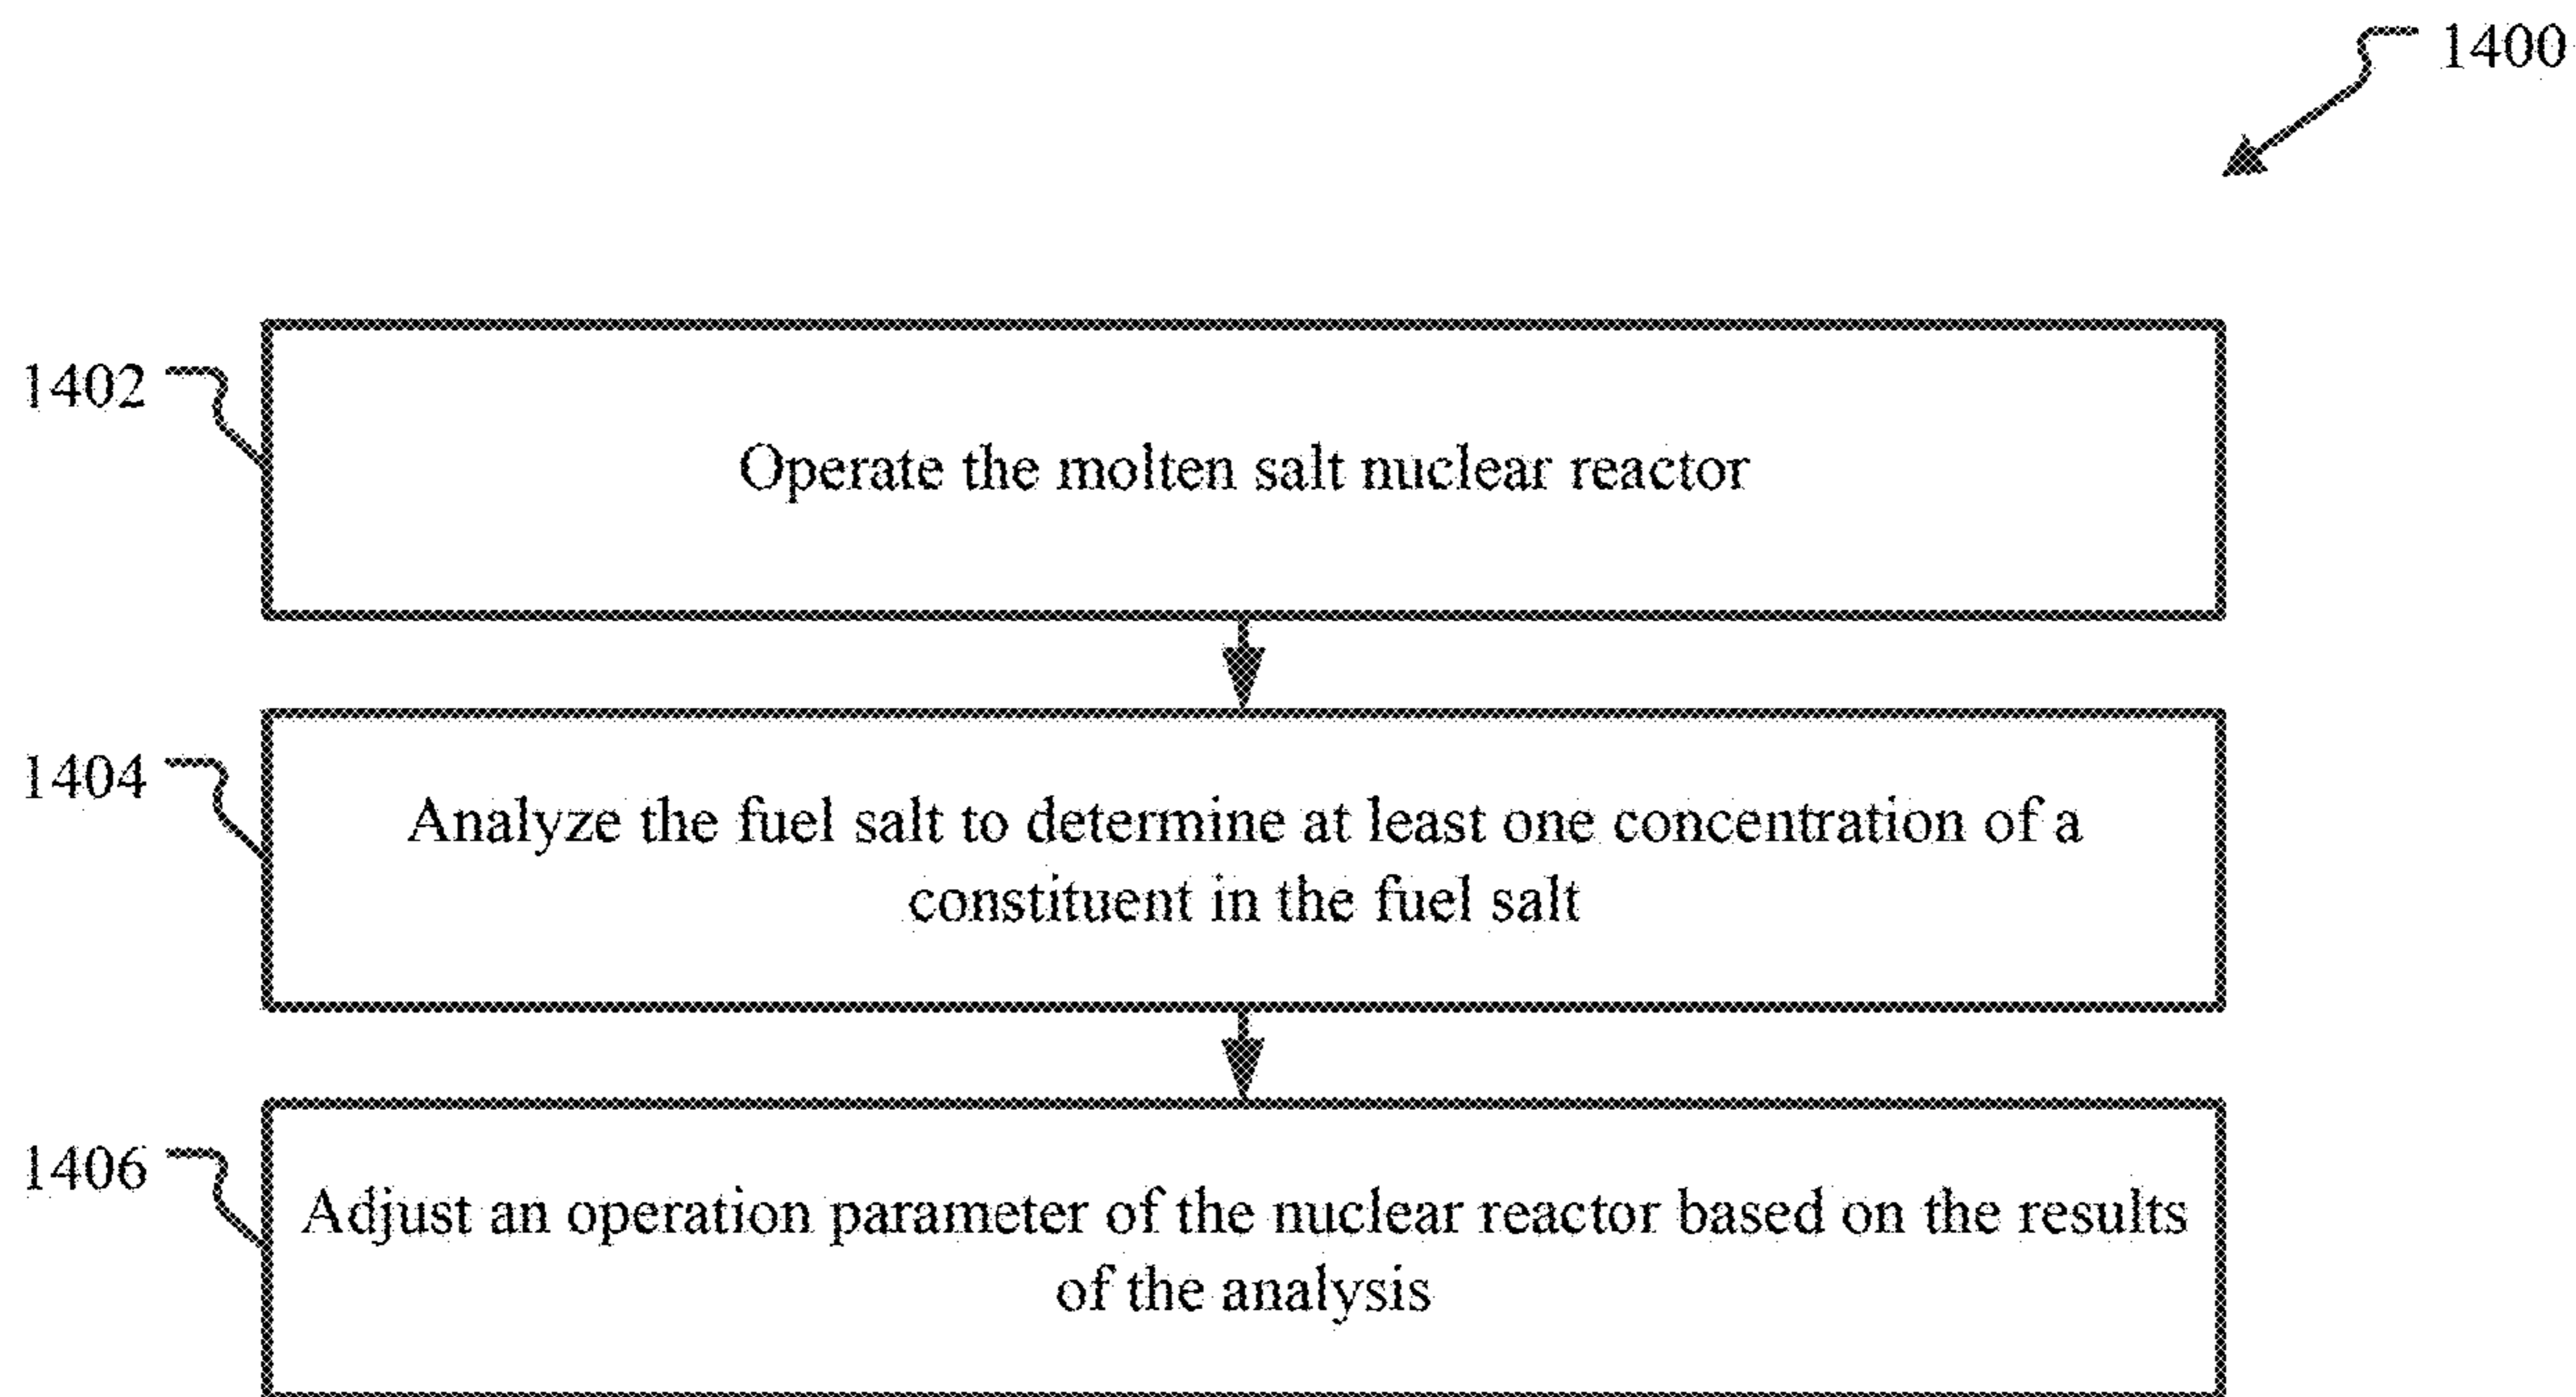 1400
1402
Operate the molten salt nuclear reactor
1404
Analyze the fuel salt to determine at least one concentration of a
constituent in the fuel salt
1406
Adjust an operation parameter of the nuclear reactor based on the results
of the analysis